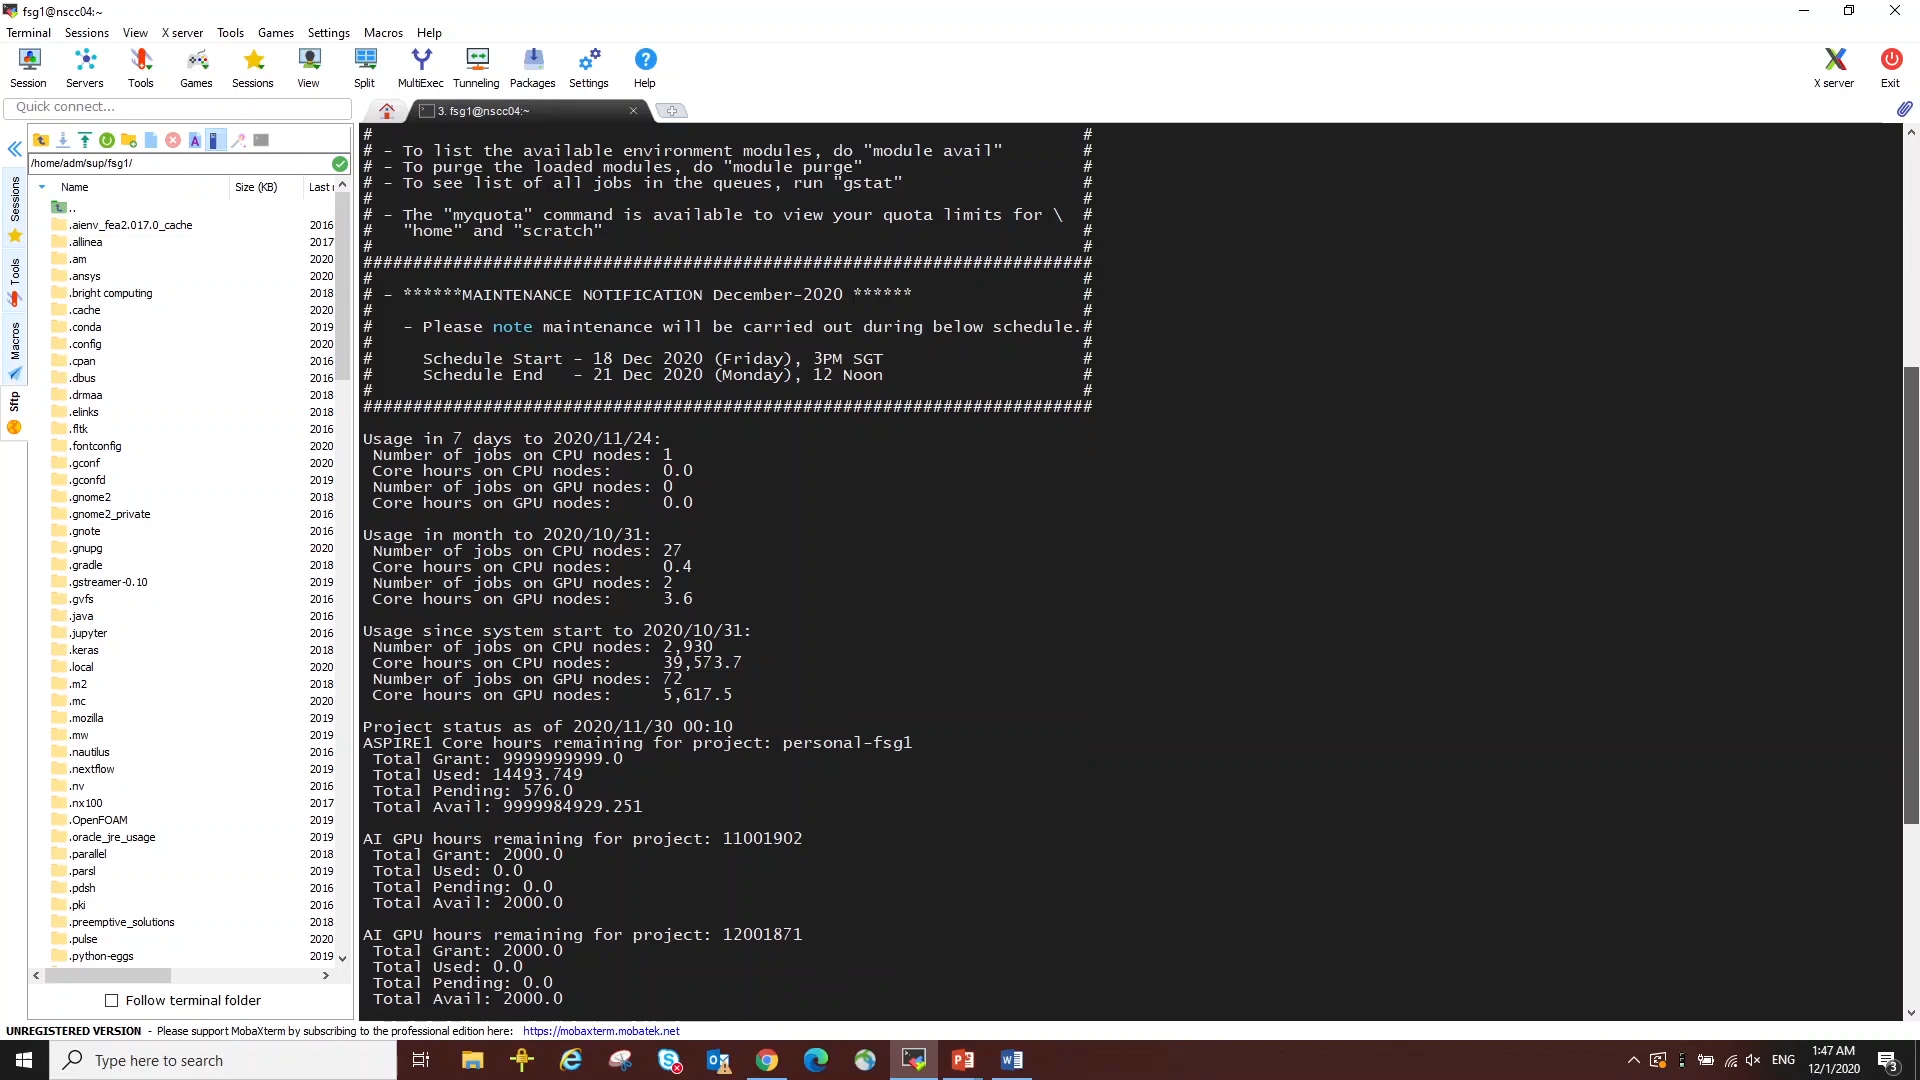 fsg1@nscc04:~
Terminal Sessions View X server Tools Games Settings Macros Help
Session Servers Tools Games Sessions View Split MultiExec Tunneling Packages Settings Help X server Exit
Quick connect...
3. fsg1@nscc04:~
/home/adm/sup/fsg1/
Name Size (KB) Last
..
.aienv_fea2.017.0_cache 2016
.allinea 2017
.am 2020
.ansys 2020
.bright computing 2018
.cache 2020
.conda 2019
.config 2020
.cpan 2016
.dbus 2016
.drmaa 2018
.elinks 2018
.fltk 2018
.fontconfig 2020
.gconf 2020
.gconfd 2019
.gnome2 2018
.gnome2_private 2016
.gnote 2016
.gnupg 2020
.gradle 2018
.gstreamer-0.10 2019
.gvfs 2016
.java 2016
.jupyter 2016
.keras 2018
.local 2020
.m2 2018
.mc 2020
.mozilla 2019
.mw 2019
.nautilus 2016
.nextflow 2019
.nv 2016
.nx100 2017
.OpenFOAM 2019
.oracle_jre_usage 2019
.parallel 2018
.parsl 2019
.pdsh 2016
.pki 2016
.preemptive_solutions 2018
.pulse 2020
.python-eggs 2019
Follow terminal folder
Sessions
Tools
Macros
Sftp
# #
# - To list the available environment modules, do "module avail" #
# - To purge the loaded modules, do "module purge" #
# - To see list of all jobs in the queues, run "gstat" #
# #
# - The "myquota" command is available to view your quota limits for \ #
# "home" and "scratch" #
# #
#########################################################################
# #
# - ******MAINTENANCE NOTIFICATION December-2020 ****** #
# #
# - Please note maintenance will be carried out during below schedule.#
# #
# Schedule Start - 18 Dec 2020 (Friday), 3PM SGT #
# Schedule End - 21 Dec 2020 (Monday), 12 Noon #
# #
#########################################################################
Usage in 7 days to 2020/11/24:
Number of jobs on CPU nodes: 1
Core hours on CPU nodes: 0.0
Number of jobs on GPU nodes: 0
Core hours on GPU nodes: 0.0
Usage in month to 2020/10/31:
Number of jobs on CPU nodes: 27
Core hours on CPU nodes: 0.4
Number of jobs on GPU nodes: 2
Core hours on GPU nodes: 3.6
Usage since system start to 2020/10/31:
Number of jobs on CPU nodes: 2,930
Core hours on CPU nodes: 39,573.7
Number of jobs on GPU nodes: 72
Core hours on GPU nodes: 5,617.5
Project status as of 2020/11/30 00:10
ASPIRE1 Core hours remaining for project: personal-fsg1
Total Grant: 9999999999.0
Total Used: 14493.749
Total Pending: 576.0
Total Avail: 9999984929.251
AI GPU hours remaining for project: 11001902
Total Grant: 2000.0
Total Used: 0.0
Total Pending: 0.0
Total Avail: 2000.0
AI GPU hours remaining for project: 12001871
Total Grant: 2000.0
Total Used: 0.0
Total Pending: 0.0
Total Avail: 2000.0
UNREGISTERED VERSION - Please support MobaXterm by subscribing to the professional edition here: https://mobaxterm.mobatek.net
Type here to search
ENG
1:47 AM
12/1/2020
3